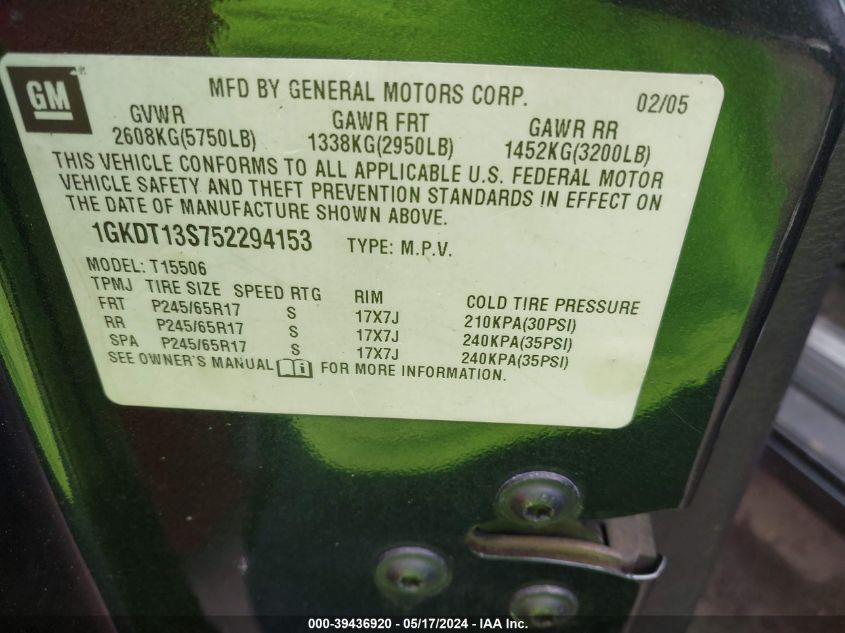 GM
MFD BY GENERAL MOTORS CORP. 02/05
GVWR GAWR FRT GAWR RR
2608KG(5750LB) 1338KG(2950LB) 1452KG(3200LB)
THIS VEHICLE CONFORMS TO ALL APPLICABLE U.S. FEDERAL MOTOR
VEHICLE SAFETY AND THEFT PREVENTION STANDARDS IN EFFECT ON
THE DATE OF MANUFACTURE SHOWN ABOVE.
1GKDT13S752294153 TYPE: M.P.V.
MODEL: T15506
TPMJ TIRE SIZE SPEED RTG RIM COLD TIRE PRESSURE
FRT P245/65R17 S 17X7J 210KPA(30PSI)
RR P245/65R17 S 17X7J 240KPA(35PSI)
SPA P245/65R17 S 17X7J 240KPA(35PSI)
SEE OWNER'S MANUAL FOR MORE INFORMATION.
000-39436920 - 05/17/2024 - IAA Inc.